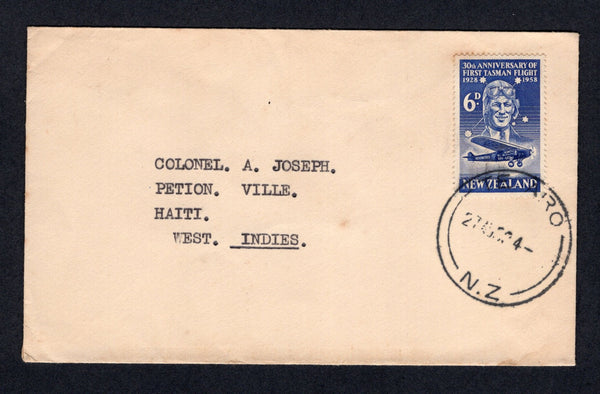 30th ANNIVERSARY OF
FIRST TASMAN FLIGHT
1928 1958
6D.
NEW ZEALAND
COLONEL. A. JOSEPH.
PETION. VILLE.
HAITI.
WEST. INDIES.
N.Z